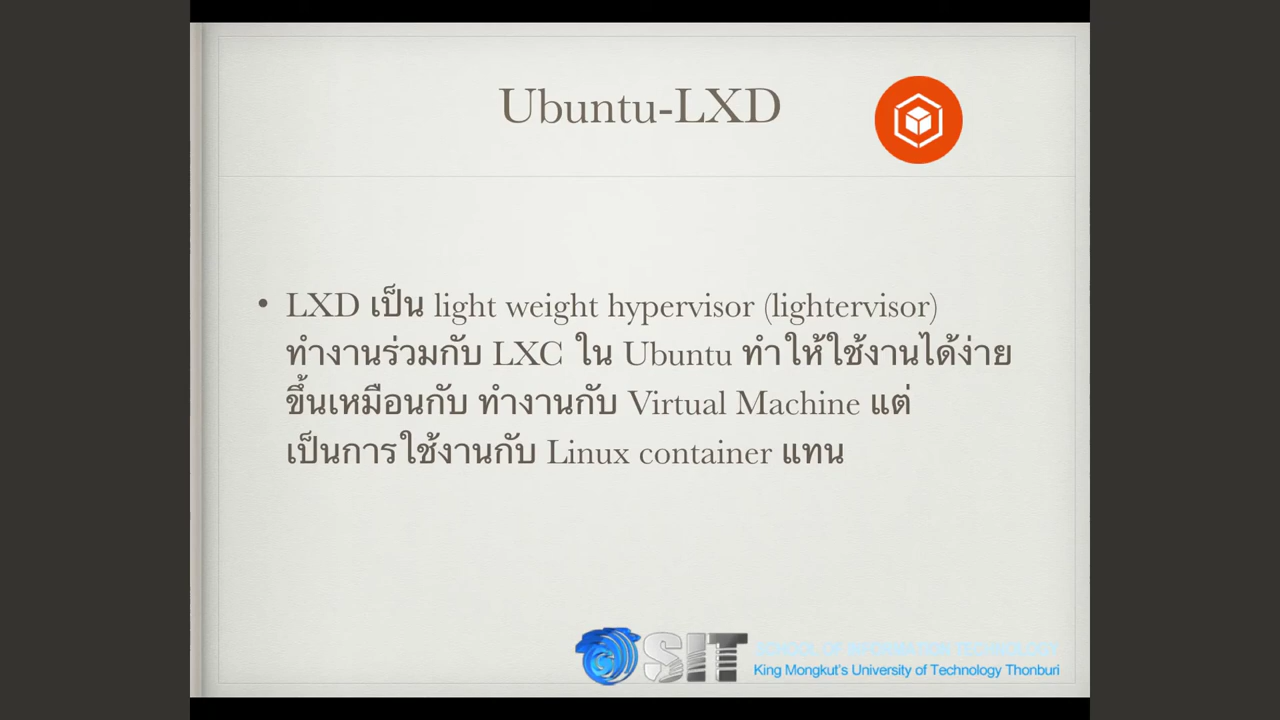 Ubuntu-LXD
• LXD เป็น light weight hypervisor (lightervisor)
ทำงานร่วมกับ LXC ใน Ubuntu ทำให้ใช้งานได้ง่าย
ขึ้นเหมือนกับ ทำงานกับ Virtual Machine แต่
เป็นการใช้งานกับ Linux container แทน
SIT
SCHOOL OF INFORMATION TECHNOLOGY
King Mongkut's University of Technology Thonburi